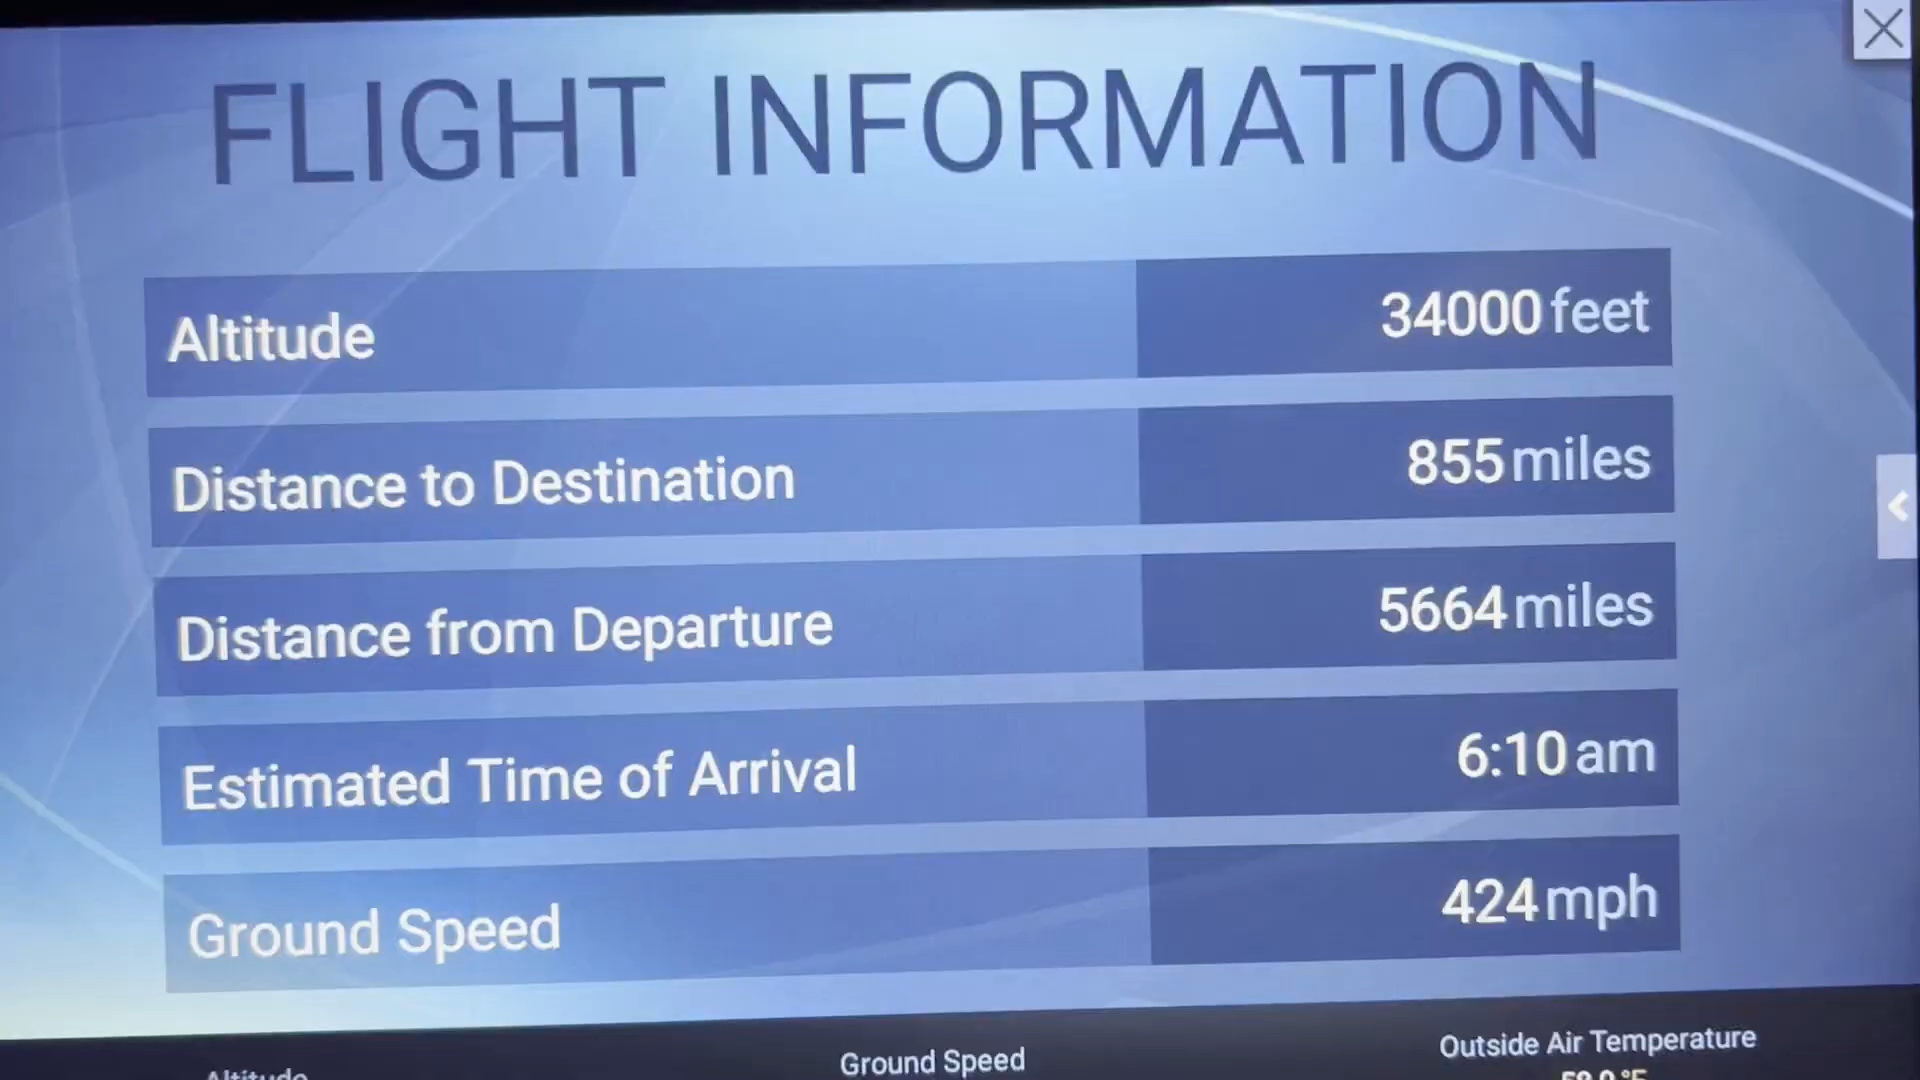 FLIGHT INFORMATION
Altitude 34000 feet
Distance to Destination 855 miles
Distance from Departure 5664 miles
Estimated Time of Arrival 6:10 am
Ground Speed 424 mph
Altitude Ground Speed Outside Air Temperature